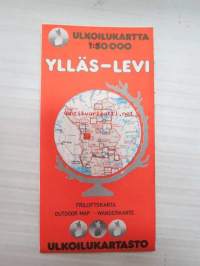 ULKOILUKARTTA
1:50 000
YLLÄS-LEVI
FRILUFTSKARTA
OUTDOOR MAP - WANDERKARTE
ULKOILUKARTASTO